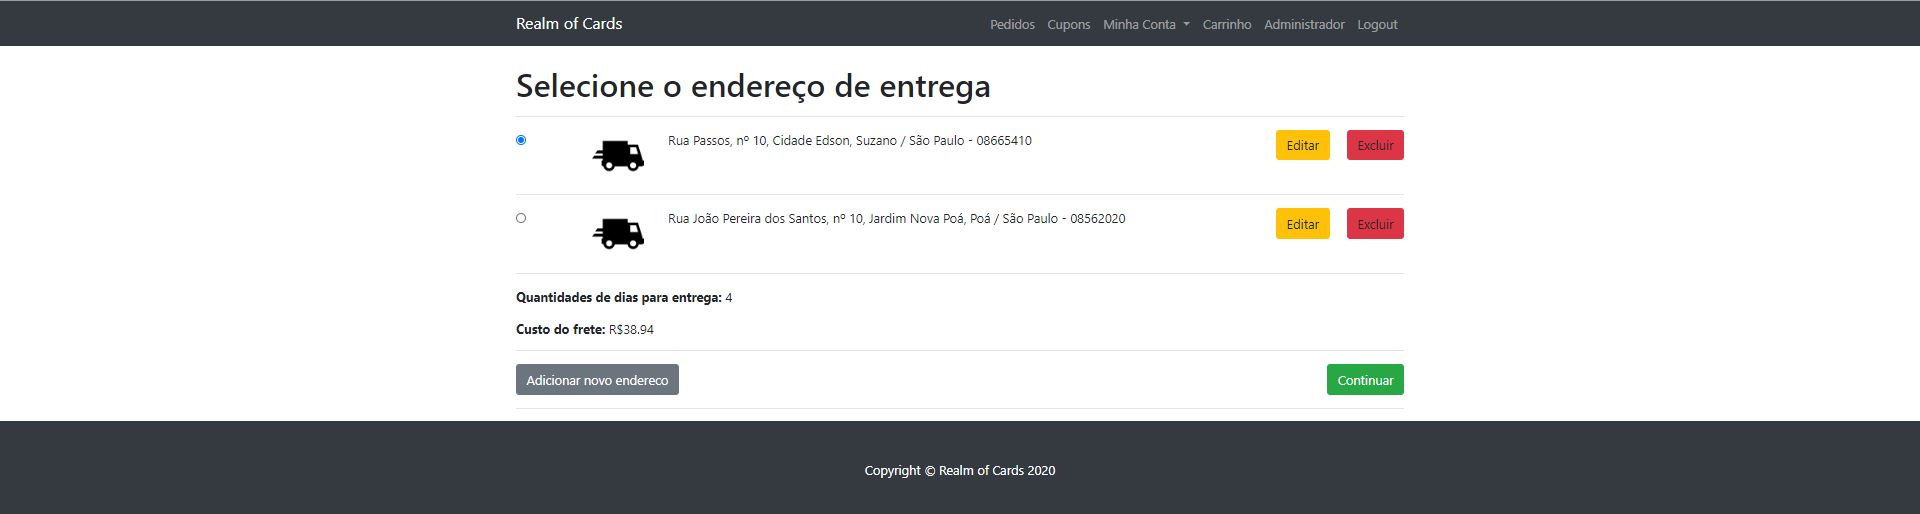 Realm of Cards Pedidos Cupons Minha Conta Carrinho Administrador Logout
Selecione o endereço de entrega
Rua Passos, nº 10, Cidade Edson, Suzano / São Paulo - 08665410 Editar Excluir
Rua João Pereira dos Santos, nº 10, Jardim Nova Poá, Poá / São Paulo - 08562020 Editar Excluir
Quantidades de dias para entrega: 4
Custo do frete: R$38.94
Adicionar novo endereco Continuar
Copyright © Realm of Cards 2020